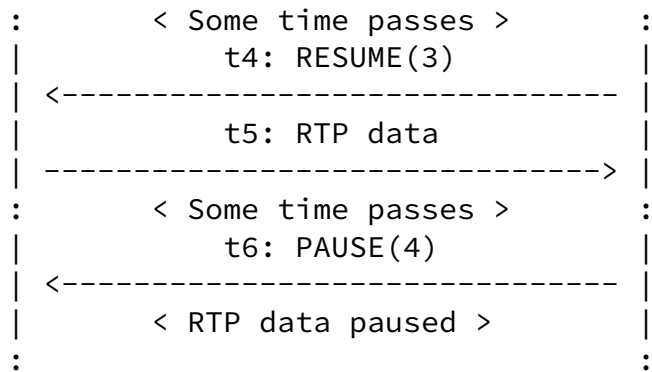 :       < Some time passes >       :
|          t4: RESUME(3)           |
| <------------------------------- |
|           t5: RTP data           |
| -------------------------------> |
:       < Some time passes >       :
|           t6: PAUSE(4)           |
| <------------------------------- |
|       < RTP data paused >        |
:                                  :